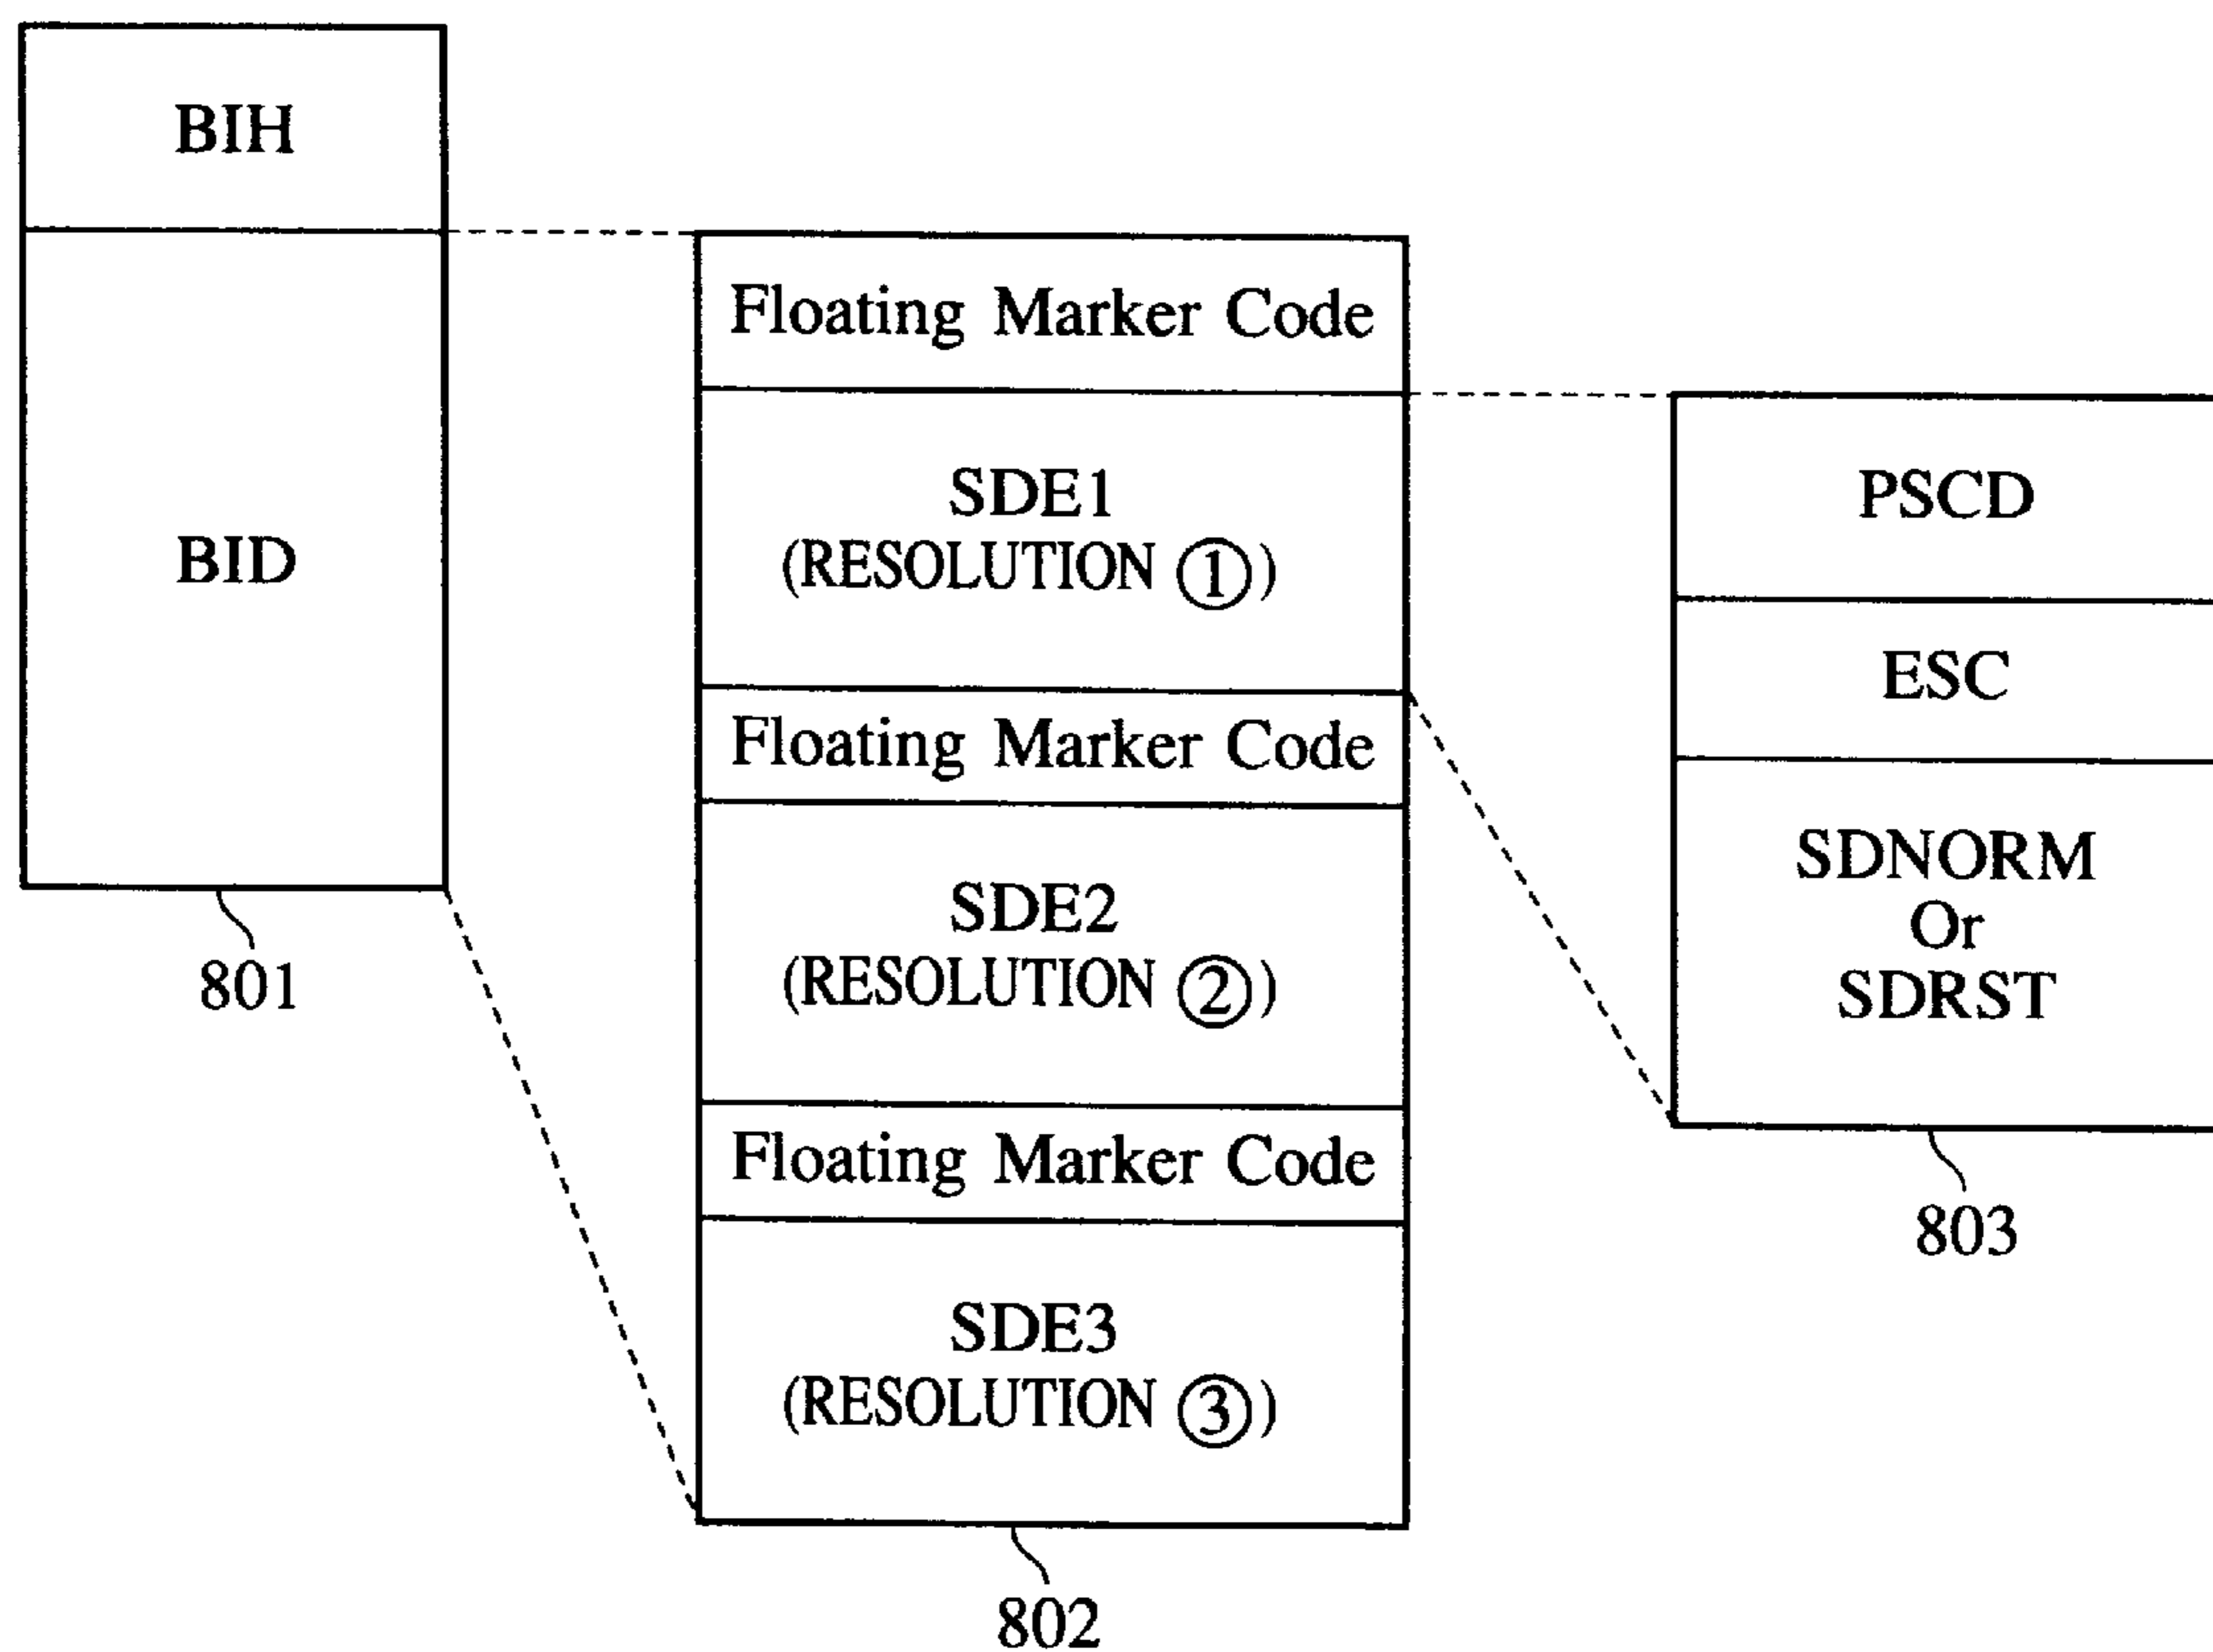 BIH
BID
801
Floating Marker Code
SDE1
(RESOLUTION ①)
Floating Marker Code
SDE2
(RESOLUTION ②)
Floating Marker Code
SDE3
(RESOLUTION ③)
802
PSCD
ESC
SDNORM
Or
SDRST
803